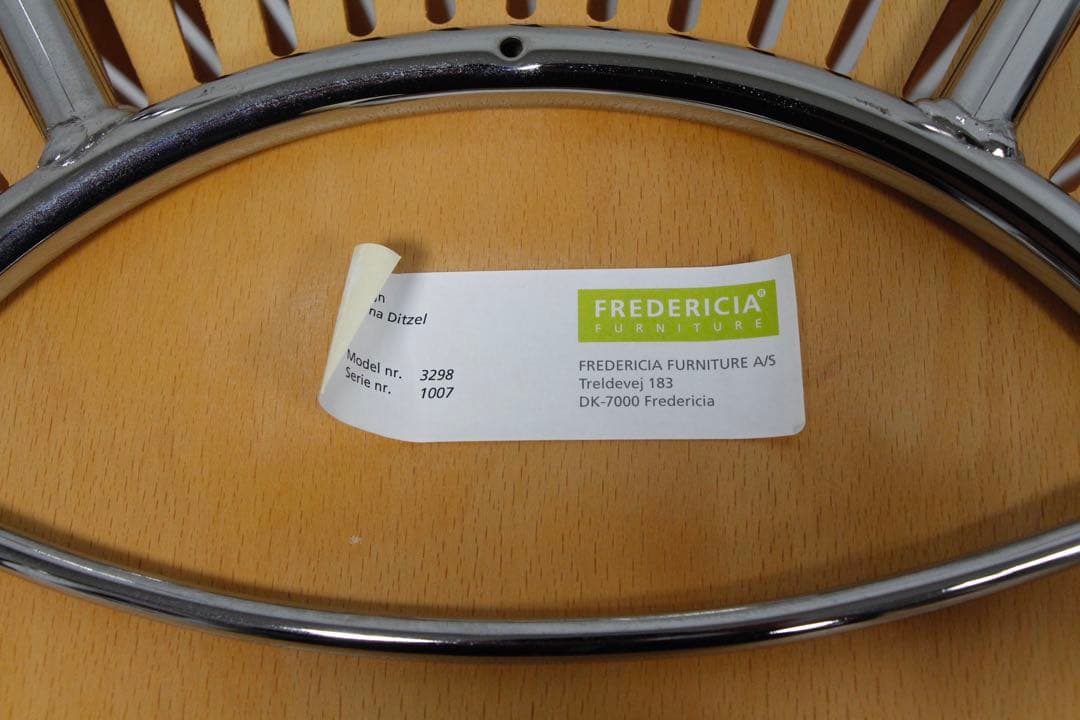 na Ditzel
Model nr. 3298
Serie nr. 1007
FREDERICIA®
FURNITURE
FREDERICIA FURNITURE A/S
Treldevej 183
DK-7000 Fredericia